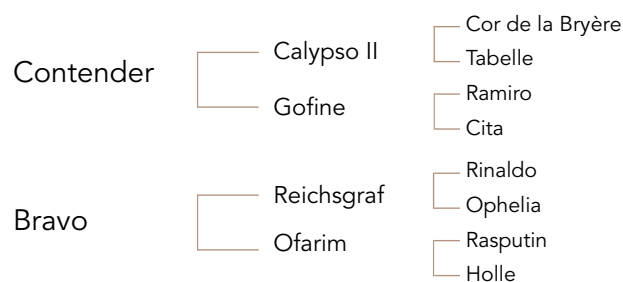 Contender
Calypso II
Gofine
Cor de la Bryère
Tabelle
Ramiro
Cita
Bravo
Reichsgraf
Ofarim
Rinaldo
Ophelia
Rasputin
Holle